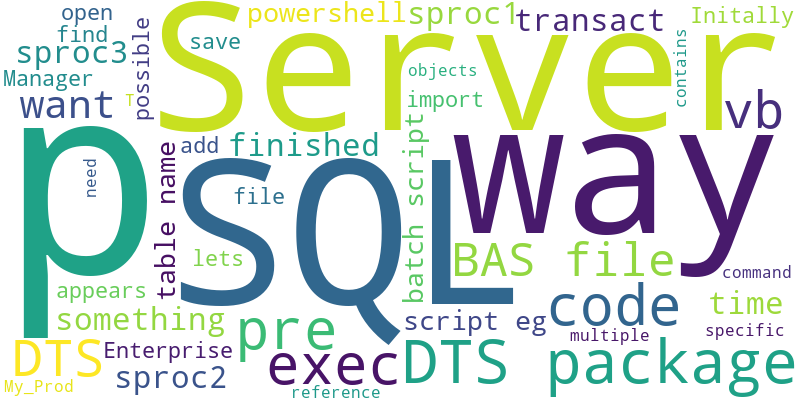 open
find
sproc3
Manager
want
possible
T
save
powershell
sproc1
transact
Initally
Server
objects
contains
import
vb
p
SQL
way
add
finished
table name
need
file
batch script
lets
BAS file
command
appears
something
pre
code
time
script eg
multiple
specific
DTS
Enterprise
exec
DTS
package
My_Prod
sproc2
reference